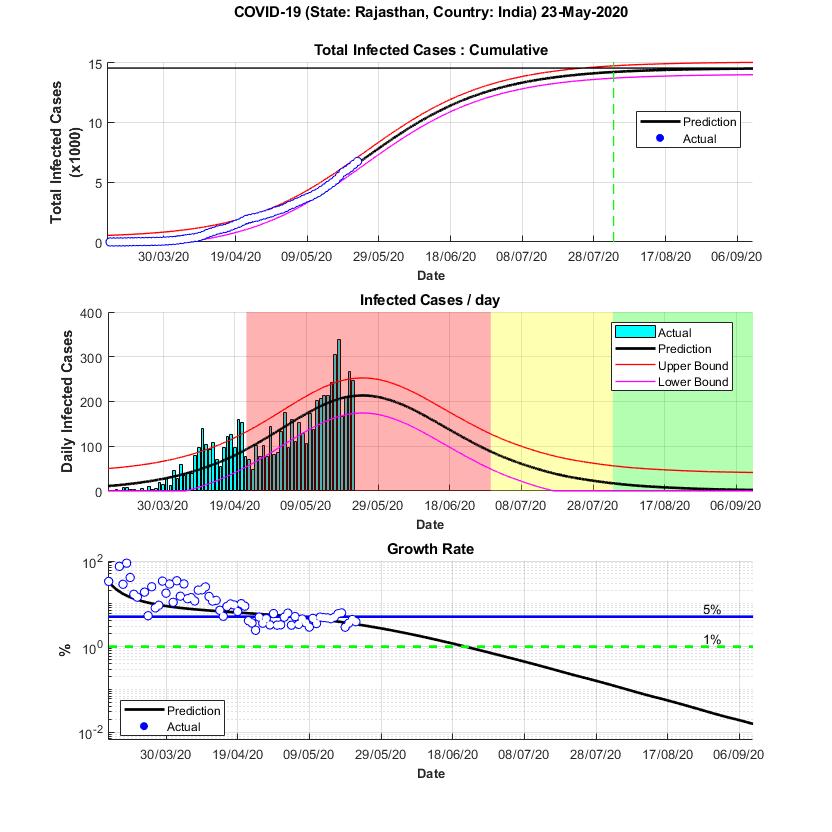 COVID-19 (State: Rajasthan, Country: India) 23-May-2020
Total Infected Cases : Cumulative
Total Infected Cases
(x1000)
15
10
5
0
Prediction
Actual
30/03/20 19/04/20 09/05/20 29/05/20 18/06/20 08/07/20 28/07/20 17/08/20 06/09/20
Date
Infected Cases / day
Daily Infected Cases
400
300
200
100
0
Actual
Prediction
Upper Bound
Lower Bound
30/03/20 19/04/20 09/05/20 29/05/20 18/06/20 08/07/20 28/07/20 17/08/20 06/09/20
Date
Growth Rate
%
10^2
10^0
10^-2
5%
1%
Prediction
Actual
30/03/20 19/04/20 09/05/20 29/05/20 18/06/20 08/07/20 28/07/20 17/08/20 06/09/20
Date